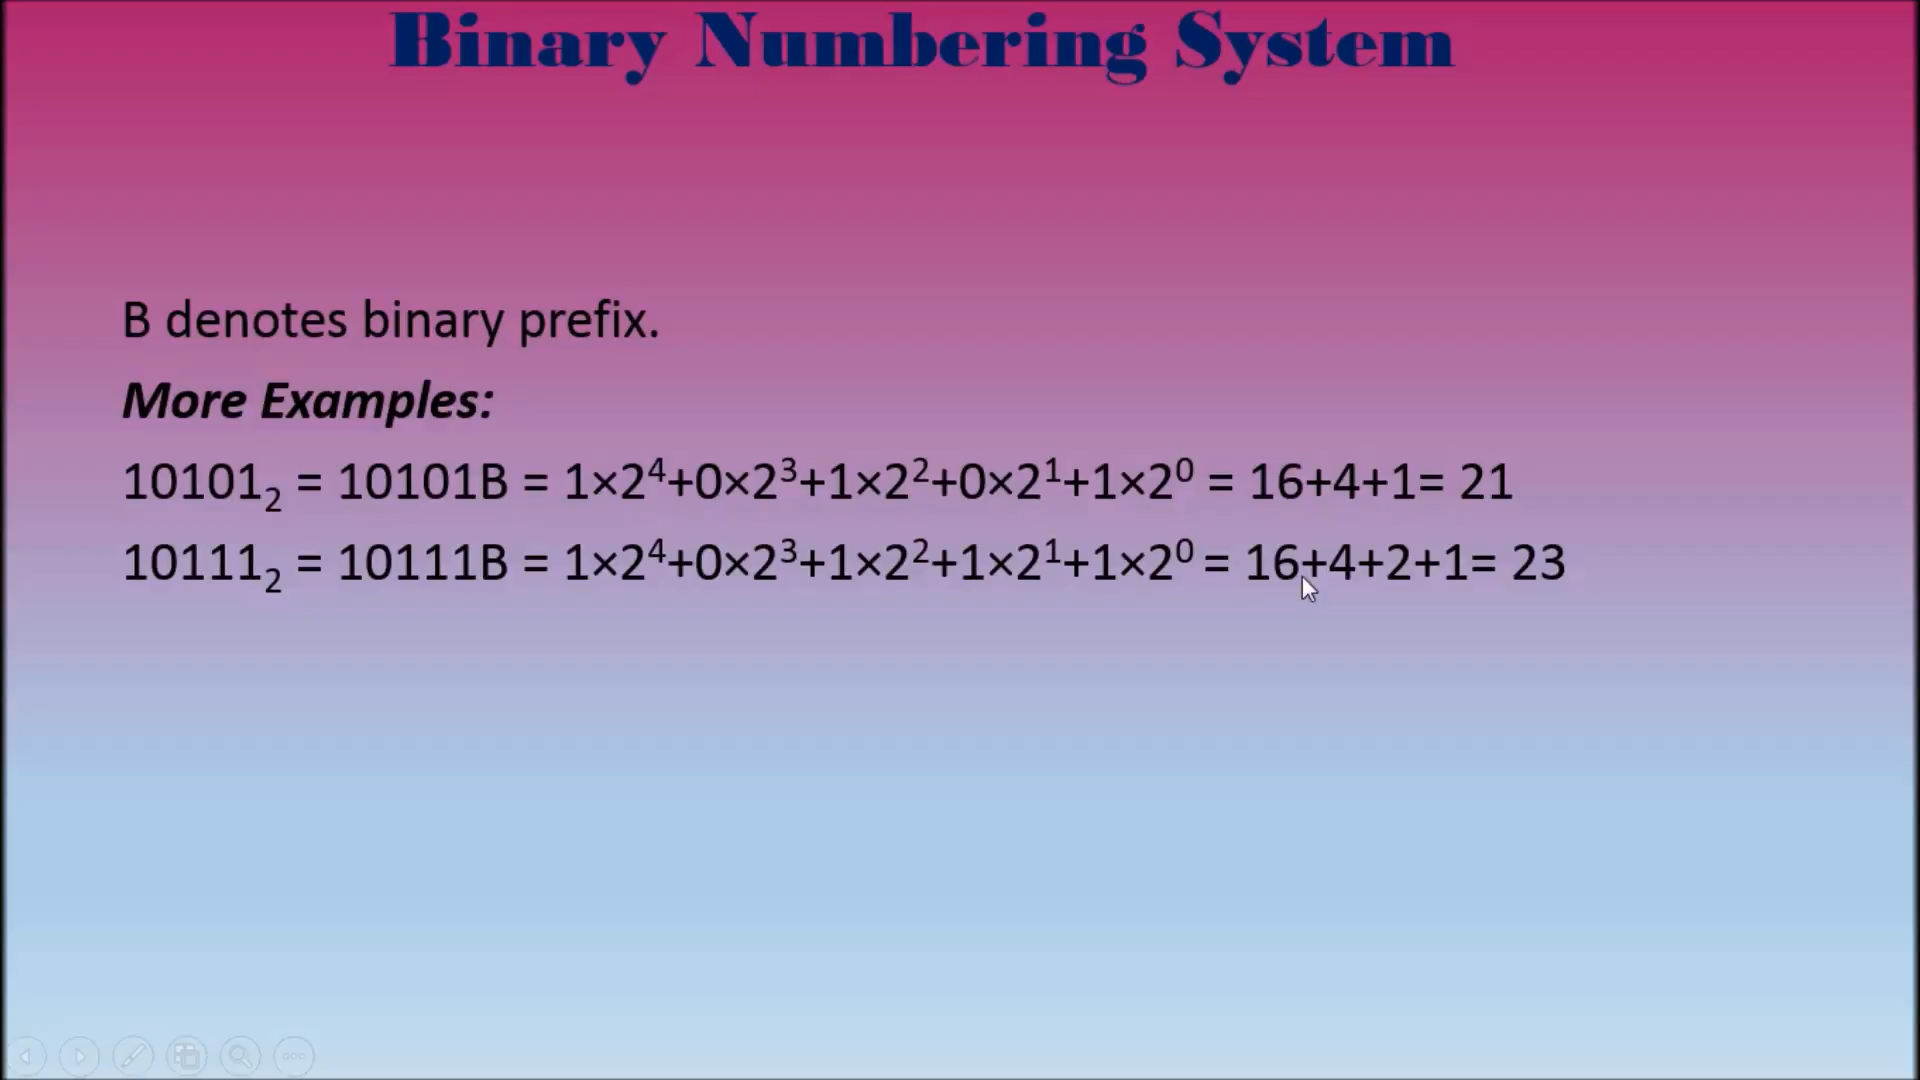 Binary Numbering System
B denotes binary prefix.
More Examples:
10101₂ = 10101B = 1×2⁴+0×2³+1×2²+0×2¹+1×2⁰ = 16+4+1= 21
10111₂ = 10111B = 1×2⁴+0×2³+1×2²+1×2¹+1×2⁰ = 16+4+2+1= 23